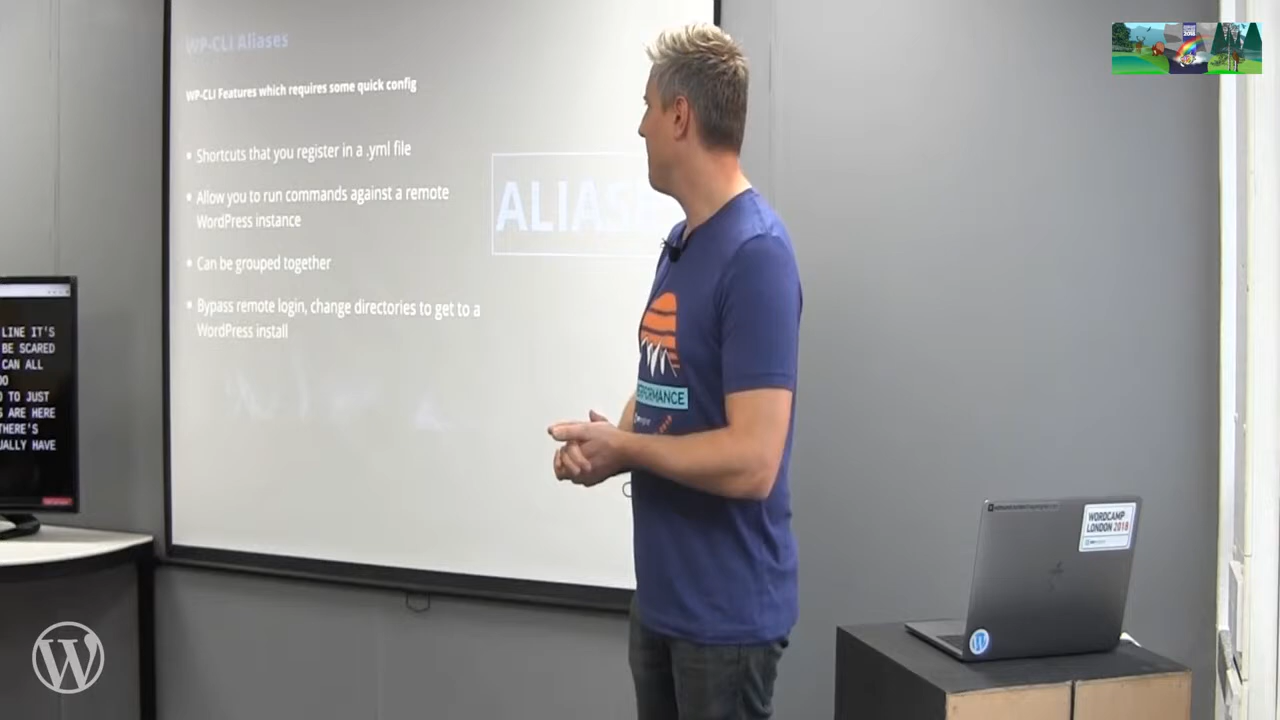 WP-CLI Aliases
WP-CLI Features which requires some quick config
• Shortcuts that you register in a .yml file
• Allow you to run commands against a remote
WordPress instance
• Can be grouped together
• Bypass remote login, change directories to get to a
WordPress install
ALIASE
LINE IT'S
BE SCARED
CAN ALL
TO JUST
ARE HERE
THERE'S
HAVE
WORDCAMP
LONDON 2018
W